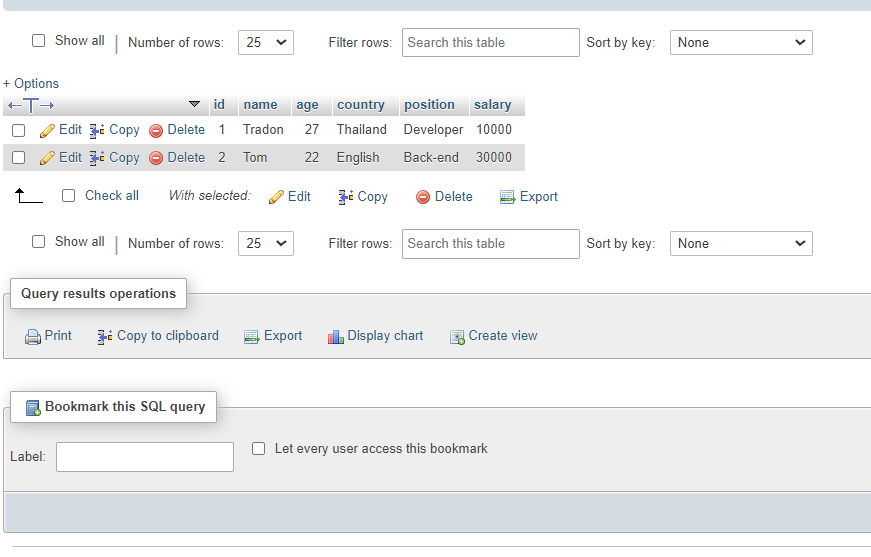 Show all Number of rows: 25 Filter rows: Search this table Sort by key: None
+ Options
id name age country position salary
Edit Copy Delete 1 Tradon 27 Thailand Developer 10000
Edit Copy Delete 2 Tom 22 English Back-end 30000
Check all With selected: Edit Copy Delete Export
Show all Number of rows: 25 Filter rows: Search this table Sort by key: None
Query results operations
Print Copy to clipboard Export Display chart Create view
Bookmark this SQL query
Label: Let every user access this bookmark